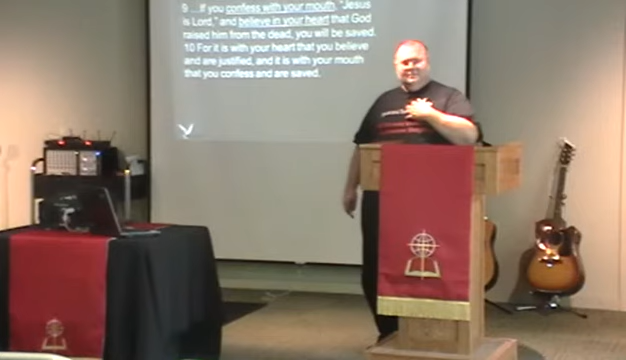 9 ...If you confess with your mouth, "Jesus
is Lord," and believe in your heart that God
raised him from the dead, you will be saved.
10 For it is with your heart that you believe
and are justified, and it is with your mouth
that you confess and are saved.